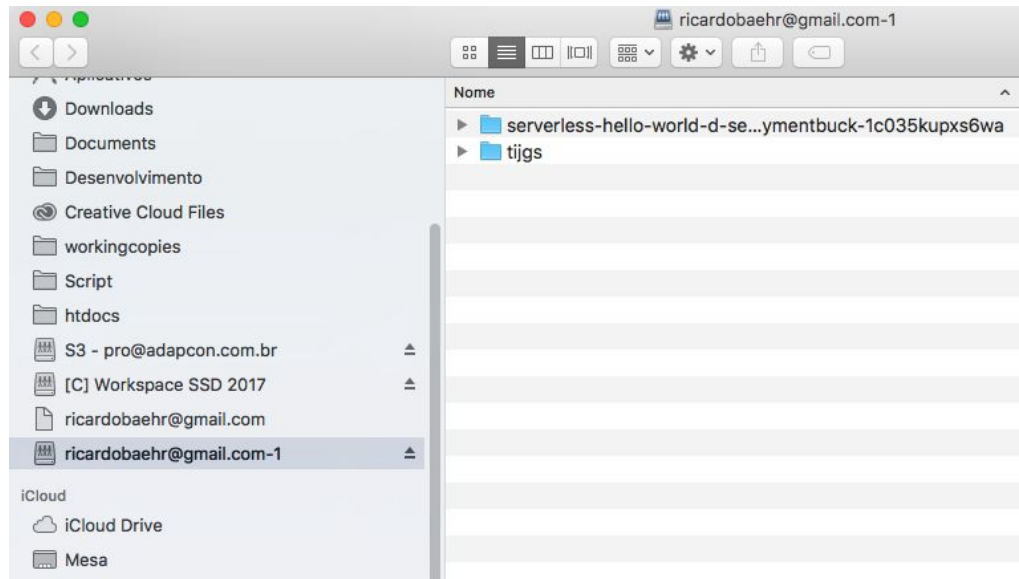 ricardobaehr@gmail.com-1
Aplicativos
Downloads
Documents
Desenvolvimento
Creative Cloud Files
workingcopies
Script
htdocs
S3 - pro@adapcon.com.br
[C] Workspace SSD 2017
ricardobaehr@gmail.com
ricardobaehr@gmail.com-1
iCloud
iCloud Drive
Mesa
Nome
serverless-hello-world-d-se...ymentbuck-1c035kupxs6wa
tijgs